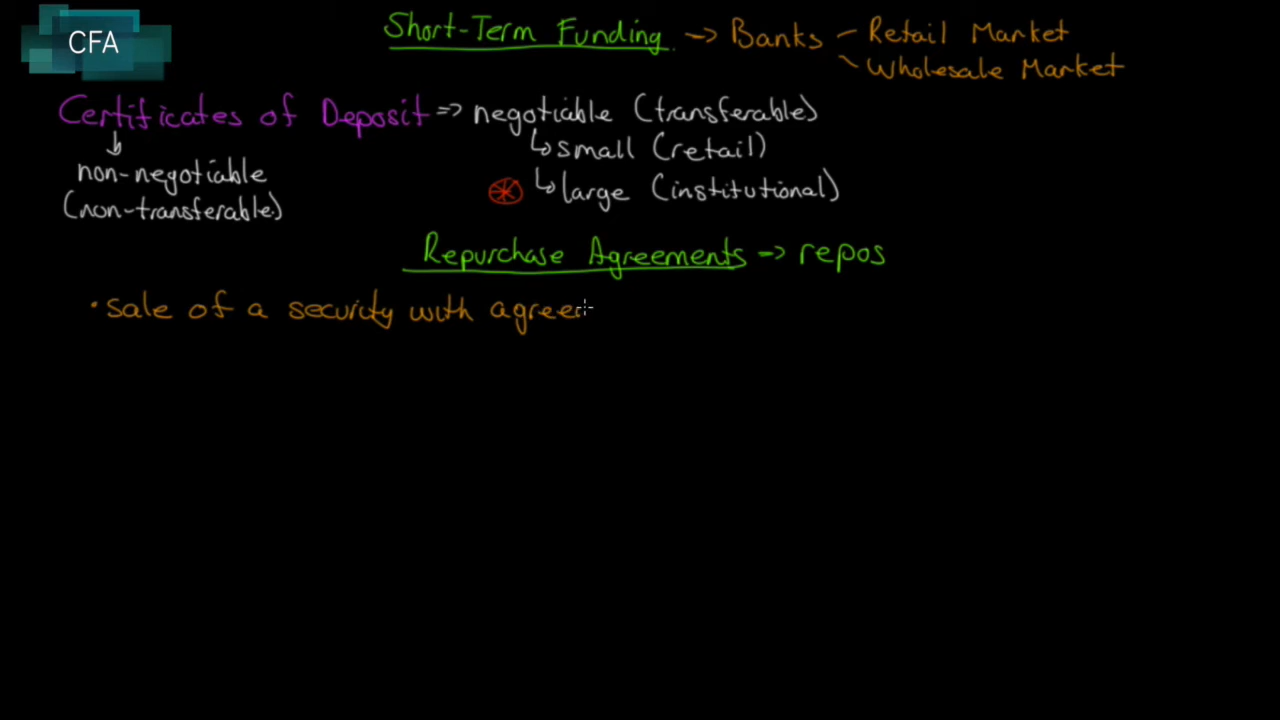 CFA
Short-Term Funding -> Banks - Retail Market
- Wholesale Market
Certificates of Deposit => negotiable (transferable)
↳ small (retail)
non-negotiable
↳ large (institutional)
(non-transferable)
Repurchase Agreements => repos
• sale of a security with agree